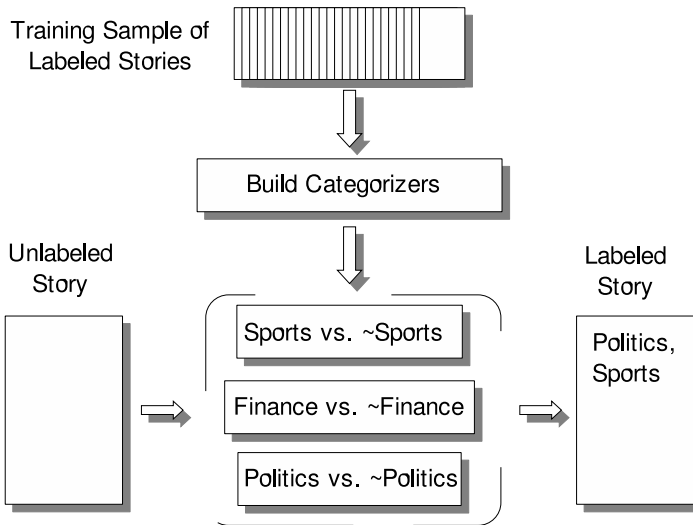 Training Sample of
Labeled Stories
Build Categorizers
Unlabeled
Story
Sports vs. ~Sports
Finance vs. ~Finance
Politics vs. ~Politics
Labeled
Story
Politics,
Sports